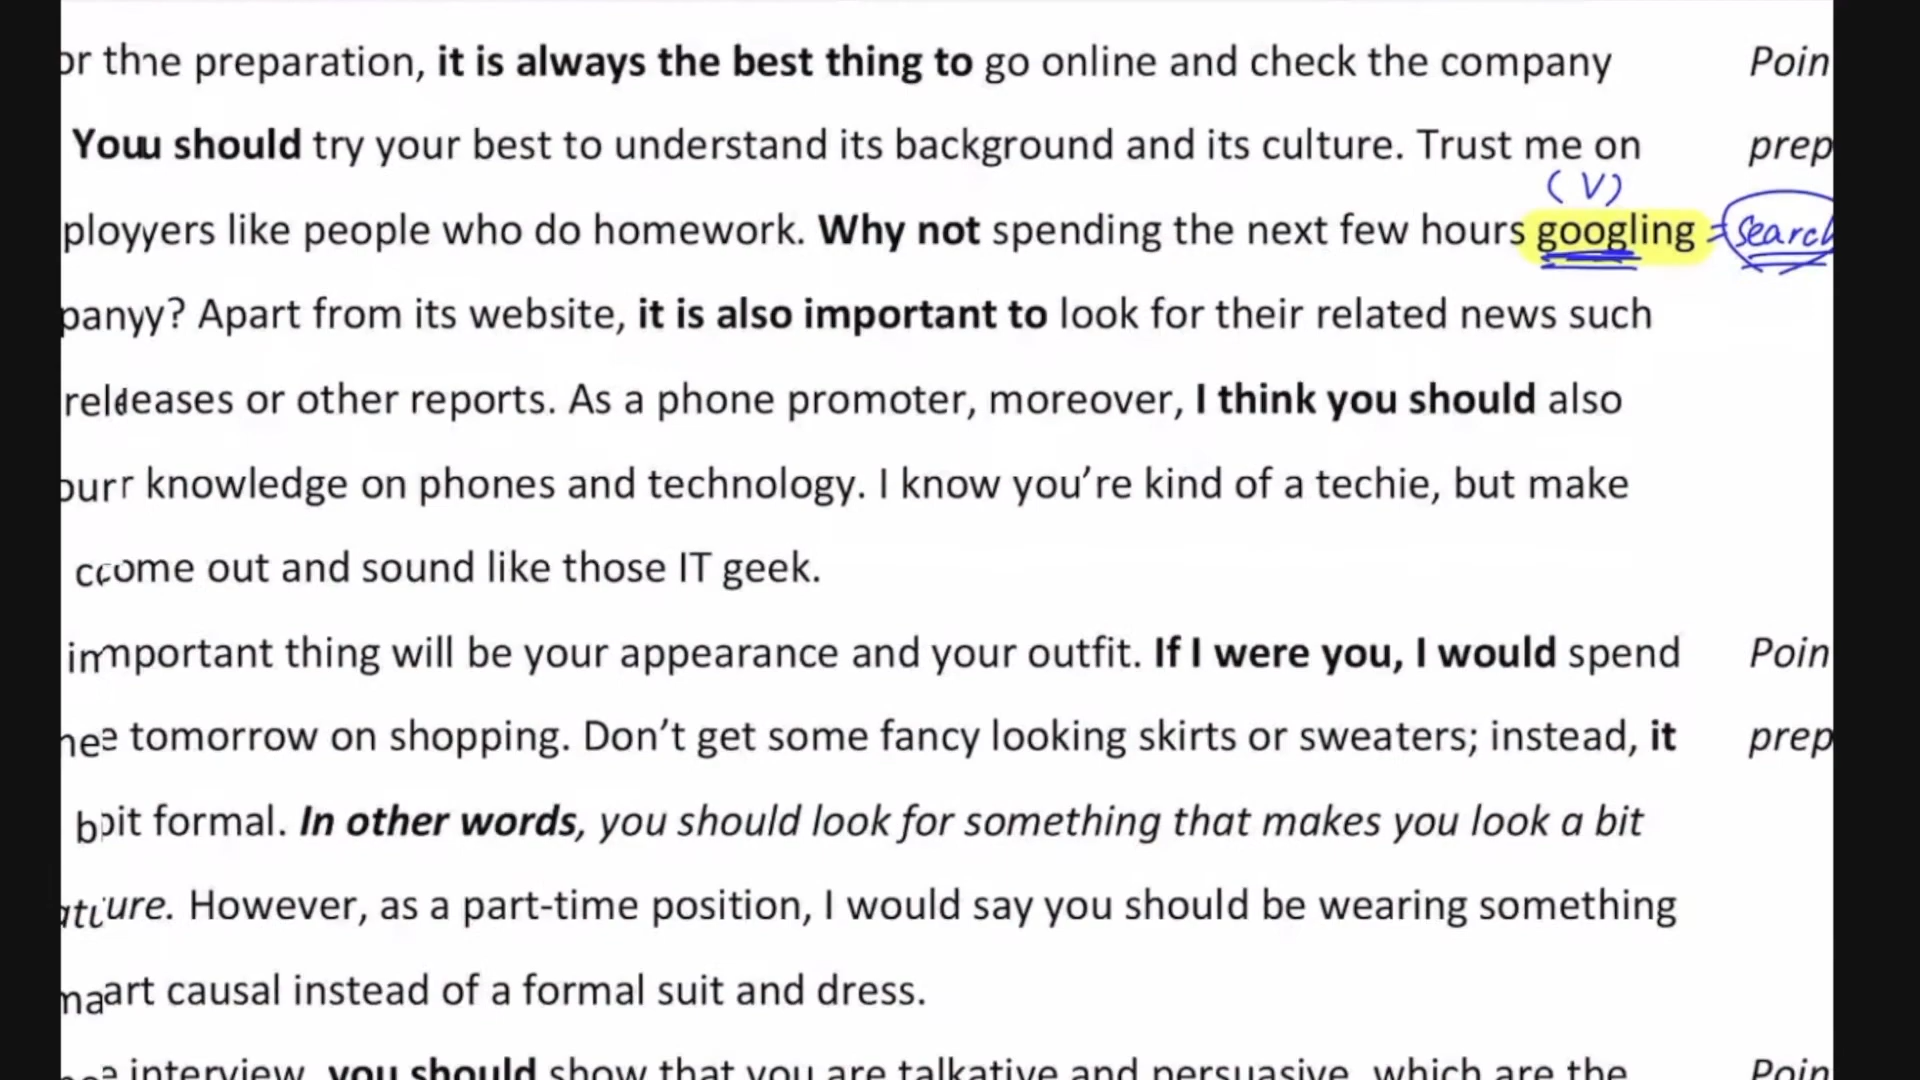 or the preparation, it is always the best thing to go online and check the company Poin
You should try your best to understand its background and its culture. Trust me on prep
(V)
ployyers like people who do homework. Why not spending the next few hours googling = search
panyy? Apart from its website, it is also important to look for their related news such
releases or other reports. As a phone promoter, moreover, I think you should also
ourr knowledge on phones and technology. I know you’re kind of a techie, but make
come out and sound like those IT geek.
important thing will be your appearance and your outfit. If I were you, I would spend Poin
tomorrow on shopping. Don’t get some fancy looking skirts or sweaters; instead, it prep
bit formal. In other words, you should look for something that makes you look a bit
ature. However, as a part-time position, I would say you should be wearing something
maart causal instead of a formal suit and dress.
interview, you should show that you are talkative and persuasive, which are the Poin